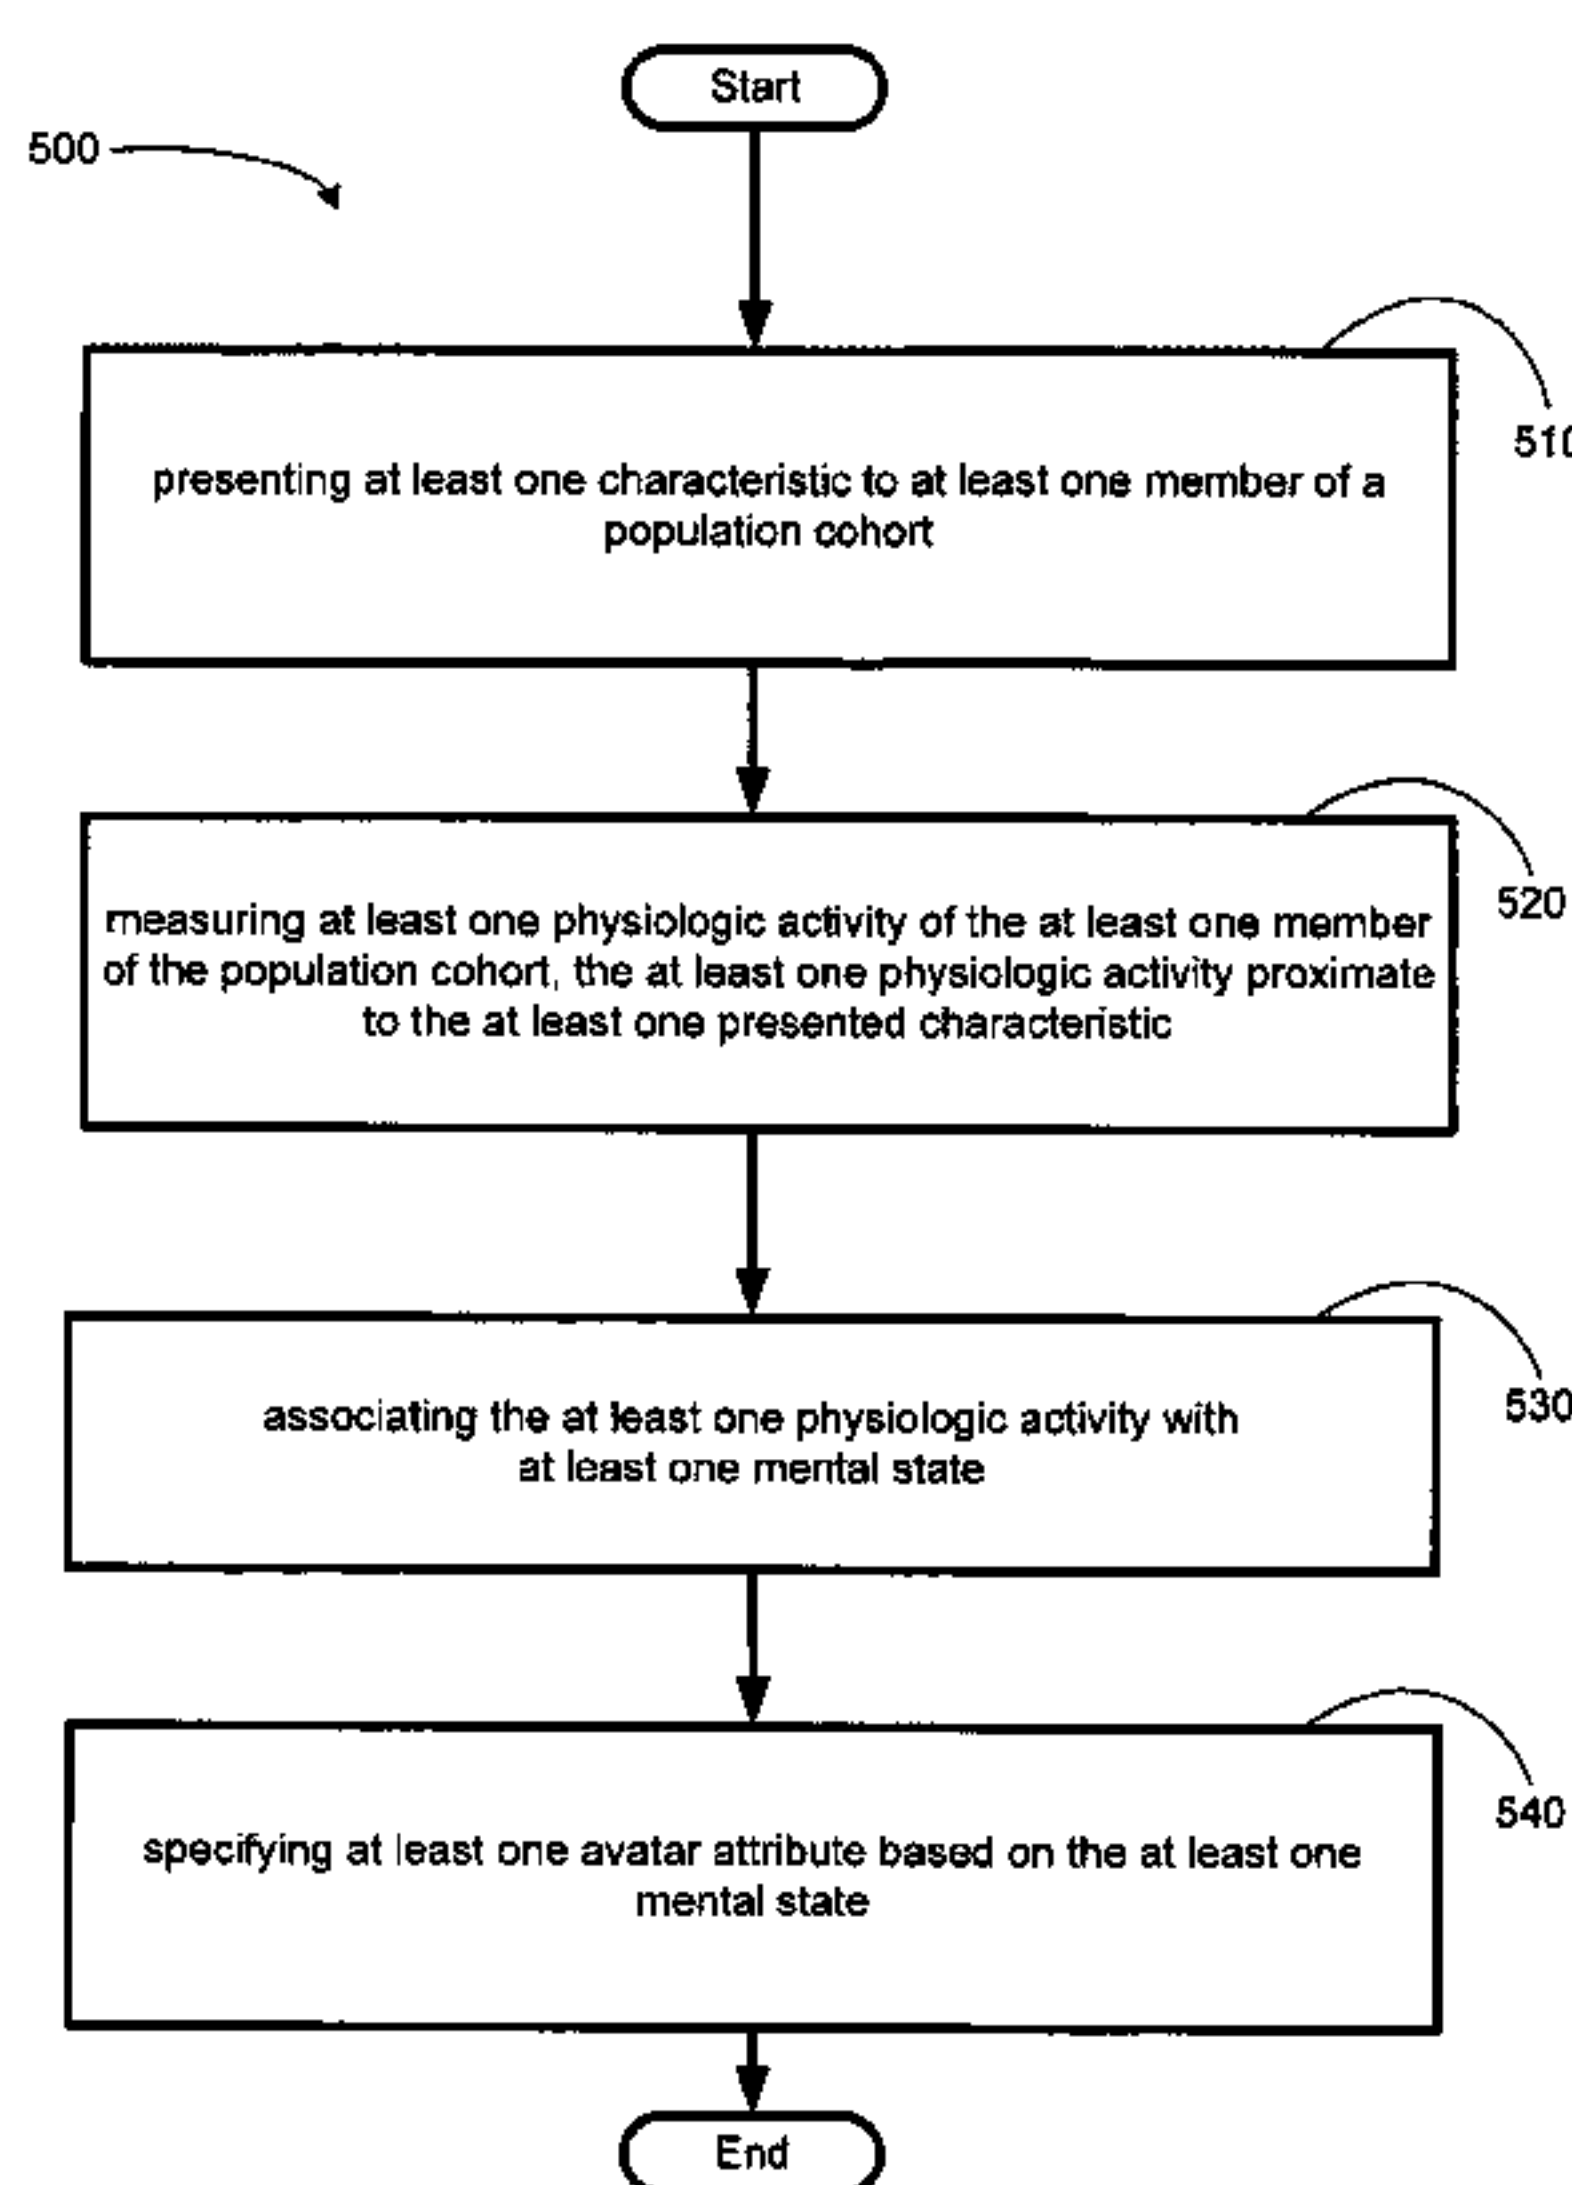 Start
500
510
presenting at least one characteristic to at least one member of a
population cohort
520
measuring at least one physiologic activity of the at least one member
of the population cohort, the at least one physiologic activity proximate
to the at least one presented characteristic
530
associating the at least one physiologic activity with
at least one mental state
540
specifying at least one avatar attribute based on the at least one
mental state
End